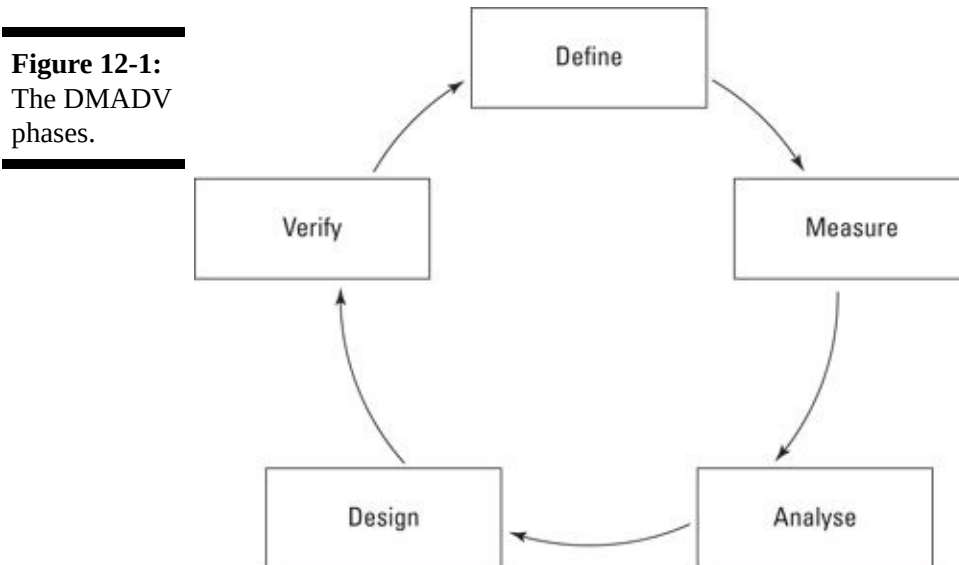 Figure 12-1:
The DMADV
phases.
Define
Verify
Measure
Design
Analyse